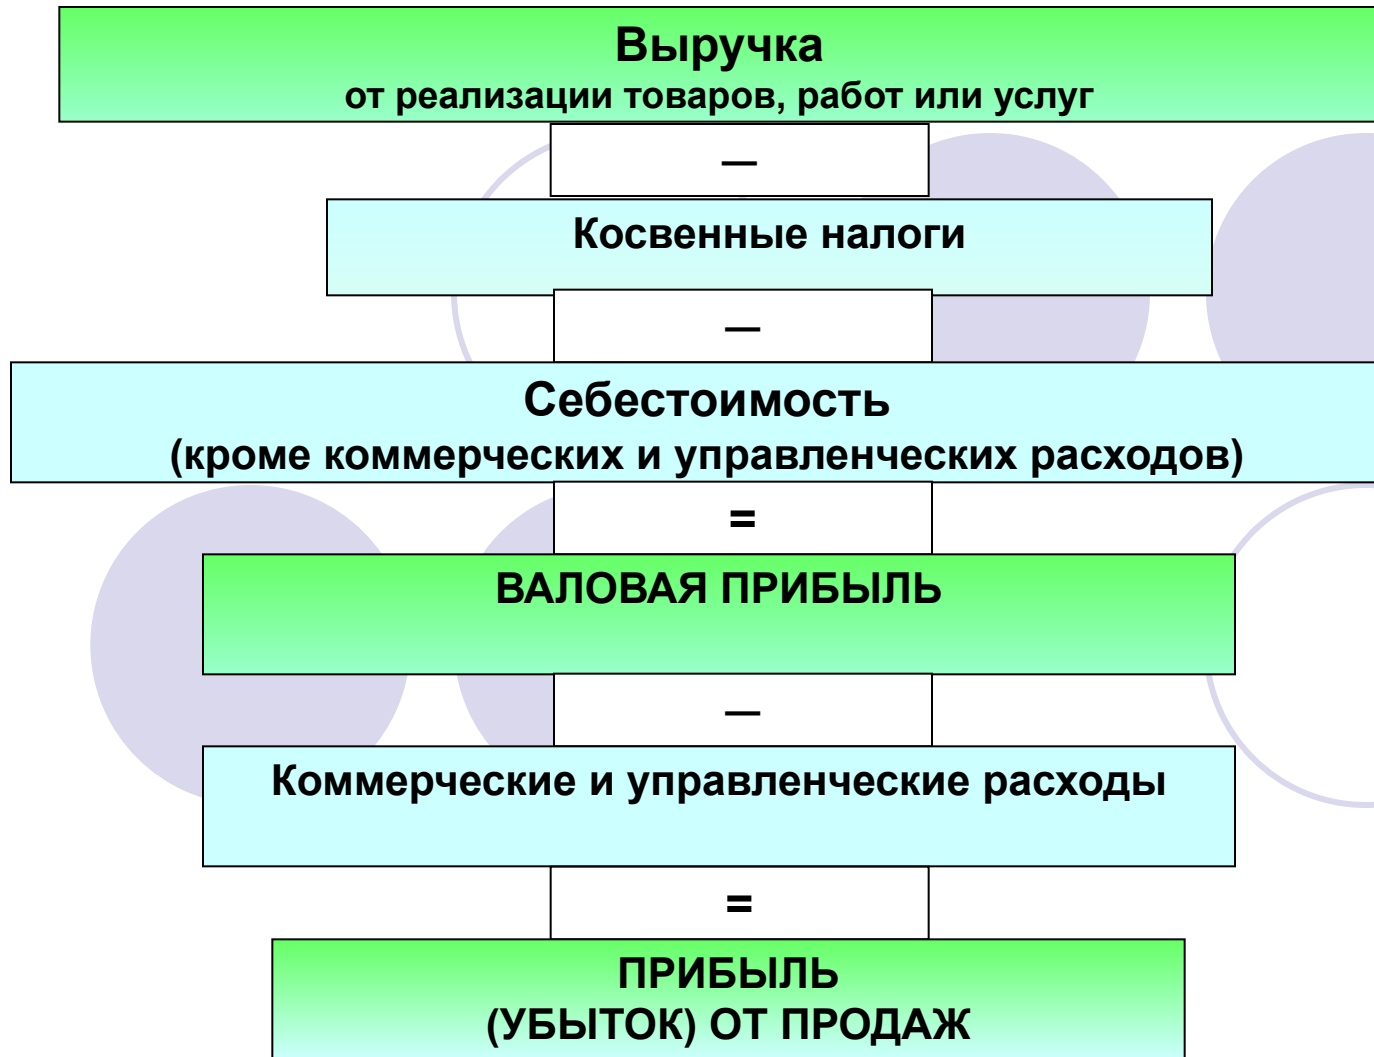 Выручка
от реализации товаров, работ или услуг
—
Косвенные налоги
—
Себестоимость
(кроме коммерческих и управленческих расходов)
=
ВАЛОВАЯ ПРИБЫЛЬ
—
Коммерческие и управленческие расходы
=
ПРИБЫЛЬ
(УБЫТОК) ОТ ПРОДАЖ